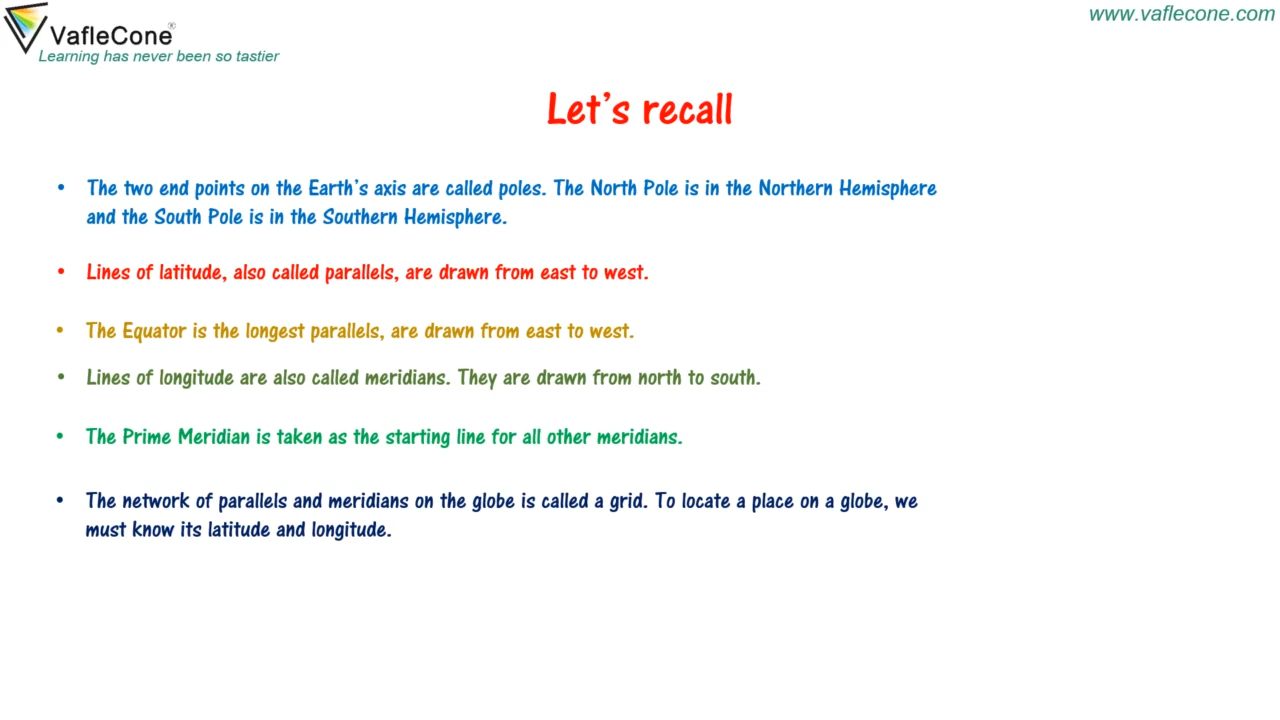 VafleCone®
www.vaflecone.com
Learning has never been so tastier
Let's recall
• The two end points on the Earth's axis are called poles. The North Pole is in the Northern Hemisphere
and the South Pole is in the Southern Hemisphere.
• Lines of latitude, also called parallels, are drawn from east to west.
• The Equator is the longest parallels, are drawn from east to west.
• Lines of longitude are also called meridians. They are drawn from north to south.
• The Prime Meridian is taken as the starting line for all other meridians.
• The network of parallels and meridians on the globe is called a grid. To locate a place on a globe, we
must know its latitude and longitude.